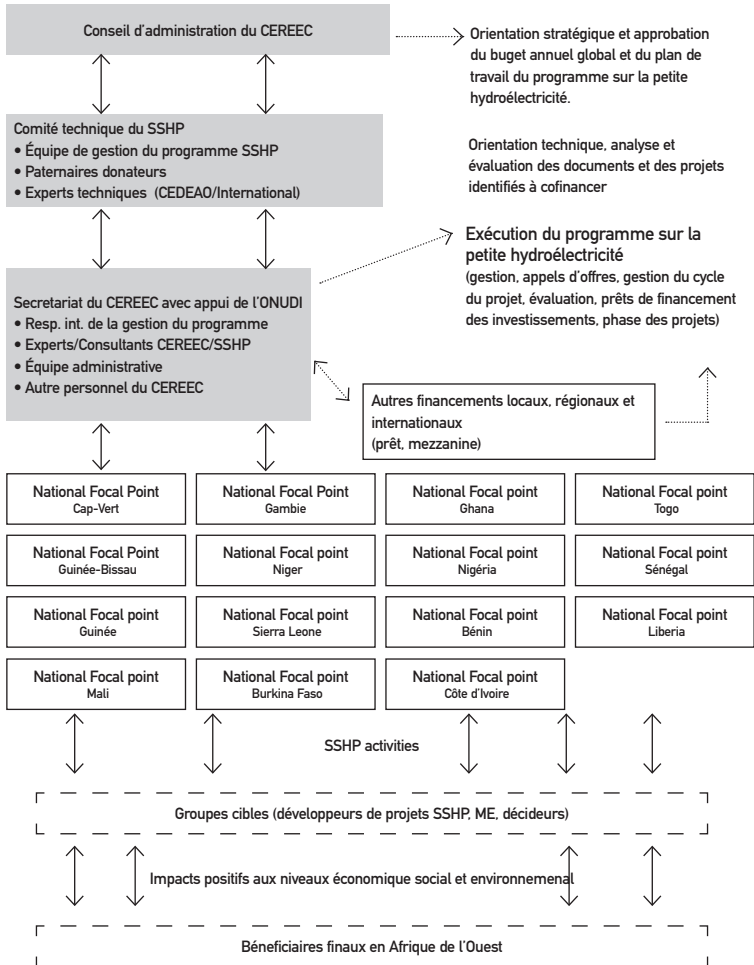 Conseil d'administration du CEREEC
Orientation stratégique et approbation
du buget annuel global et du plan de
travail du programme sur la petite
hydroélectricité.
Comité technique du SSHP
• Équipe de gestion du programme SSHP
• Paternaires donateurs
• Experts techniques (CEDEAO/International)
Orientation technique, analyse et
évaluation des documents et des projets
identifiés à cofinancer
Exécution du programme sur la
petite hydroélectricité
(gestion, appels d'offres, gestion du cycle
du projet, évaluation, prêts de financement
des investissements, phase des projets)
Secretariat du CEREEC avec appui de l'ONUDI
• Resp. int. de la gestion du programme
• Experts/Consultants CEREEC/SSHP
• Équipe administrative
• Autre personnel du CEREEC
Autres financements locaux, régionaux et
internationaux
(prêt, mezzanine)
National Focal Point
Cap-Vert
National Focal Point
Gambie
National Focal point
Ghana
National Focal point
Togo
National Focal Point
Guinée-Bissau
National Focal point
Niger
National Focal point
Nigéria
National Focal point
Sénégal
National Focal point
Guinée
National Focal point
Sierra Leone
National Focal point
Bénin
National Focal point
Liberia
National Focal point
Mali
National Focal point
Burkina Faso
National Focal point
Côte d'Ivoire
SSHP activities
Groupes cibles (développeurs de projets SSHP, ME, décideurs)
Impacts positifs aux niveaux économique social et environnemenal
Béneficiaires finaux en Afrique de l'Ouest